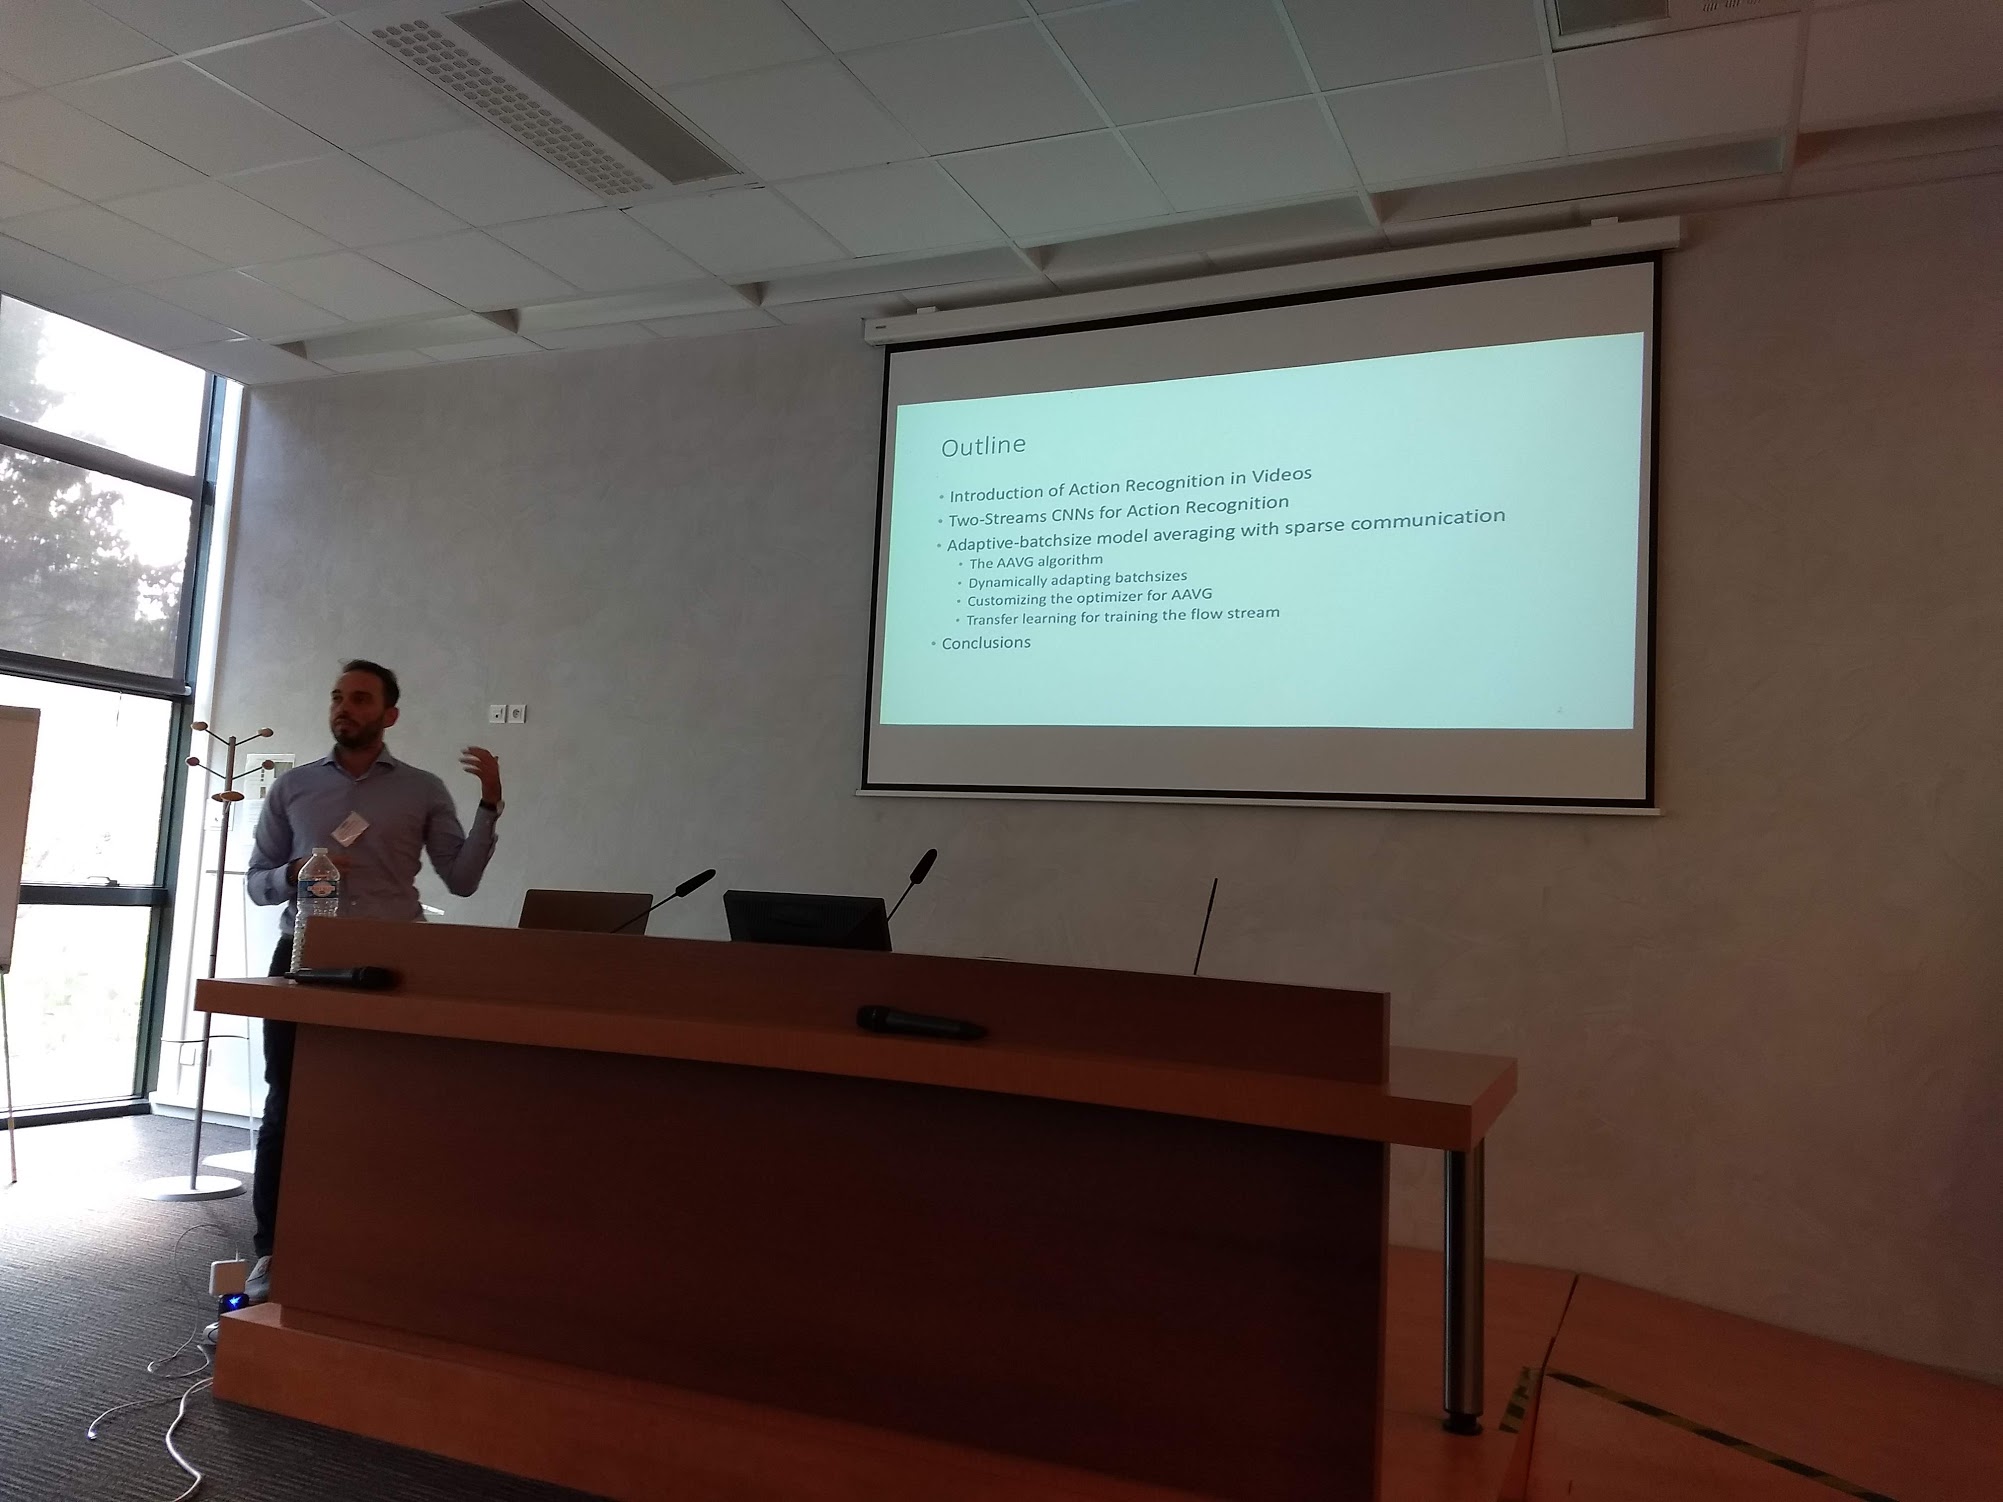 Outline
• Introduction of Action Recognition in Videos
• Two-Streams CNNs for Action Recognition
• Adaptive-batchsize model averaging with sparse communication
• The AAVG algorithm
• Dynamically adapting batchsizes
• Customizing the optimizer for AAVG
• Transfer learning for training the flow stream
• Conclusions
2